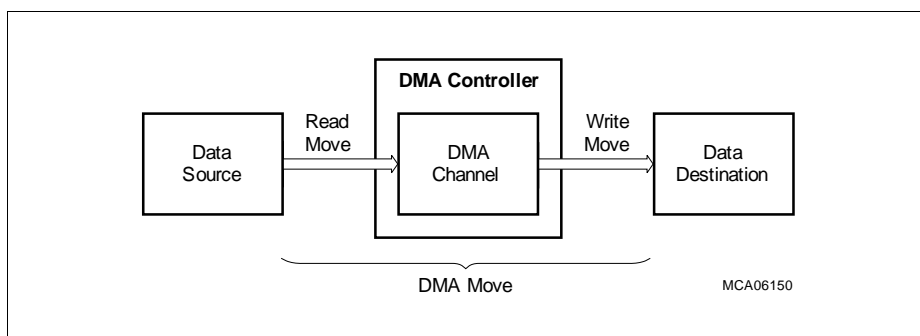 DMA Controller
Data
Source
Read
Move
DMA
Channel
Write
Move
Data
Destination
DMA Move
MCA06150